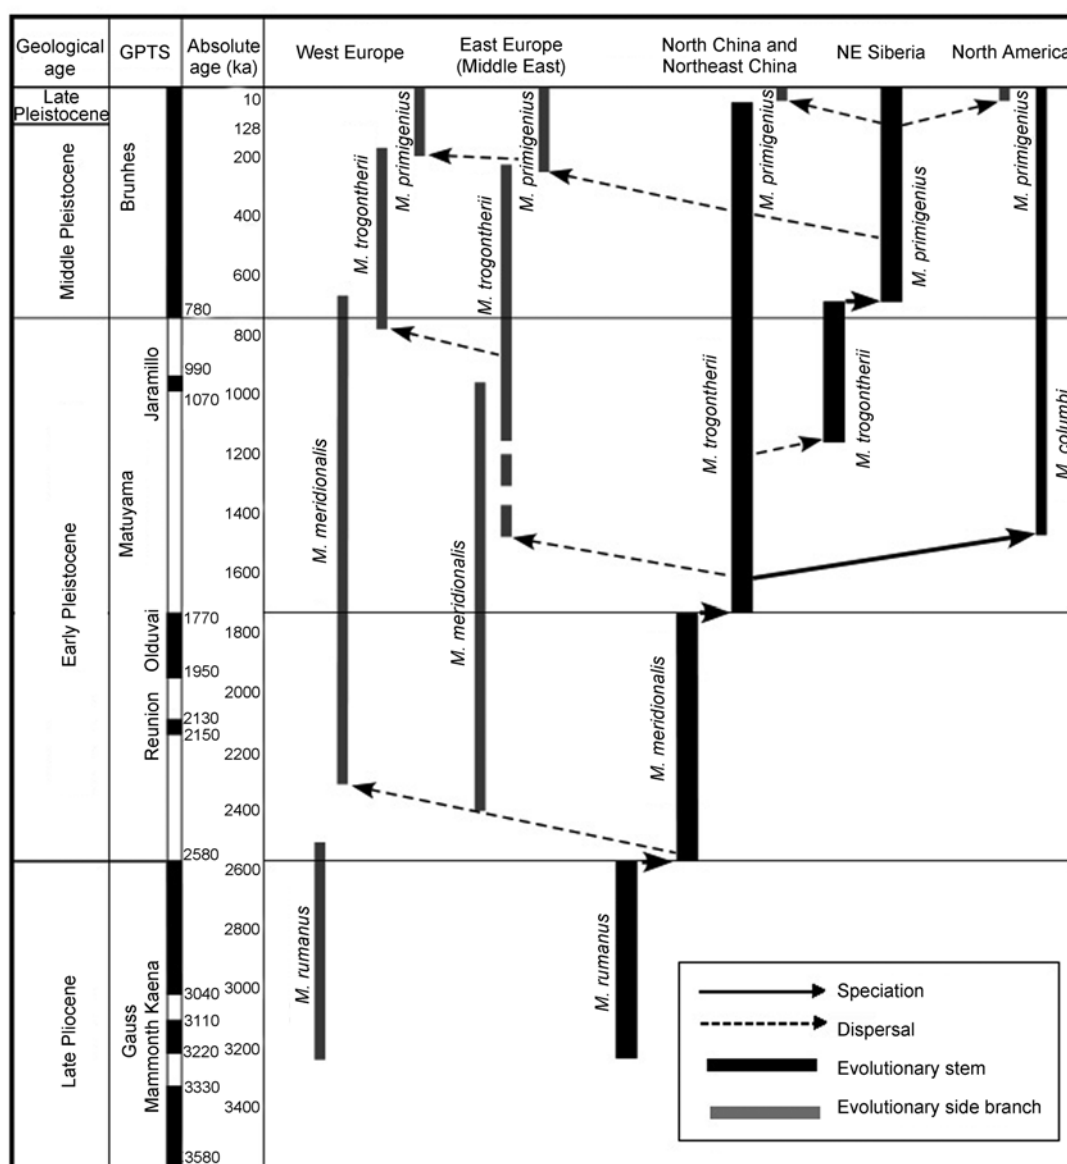 Geological
age
GPTS
Absolute
age (ka)
West Europe
East Europe
(Middle East)
North China and
Northeast China
NE Siberia
North America
Late
Pleistocene
Middle Pleistocene
Early Pleistocene
Late Pliocene
Brunhes
Jaramillo
Matuyama
Olduvai
Reunion
Gauss
Mammonth Kaena
780
990
1070
1770
1950
2130
2150
2580
3040
3110
3220
3330
3580
10
128
200
400
600
800
1000
1200
1400
1600
1800
2000
2200
2400
2600
2800
3000
3200
3400
M. rumanus
M. meridionalis
M. trogontherii
M. primigenius
M. meridionalis
M. trogontherii
M. primigenius
M. rumanus
M. meridionalis
M. trogontherii
M. primigenius
M. trogontherii
M. primigenius
M. primigenius
M. columbi
Speciation
Dispersal
Evolutionary stem
Evolutionary side branch